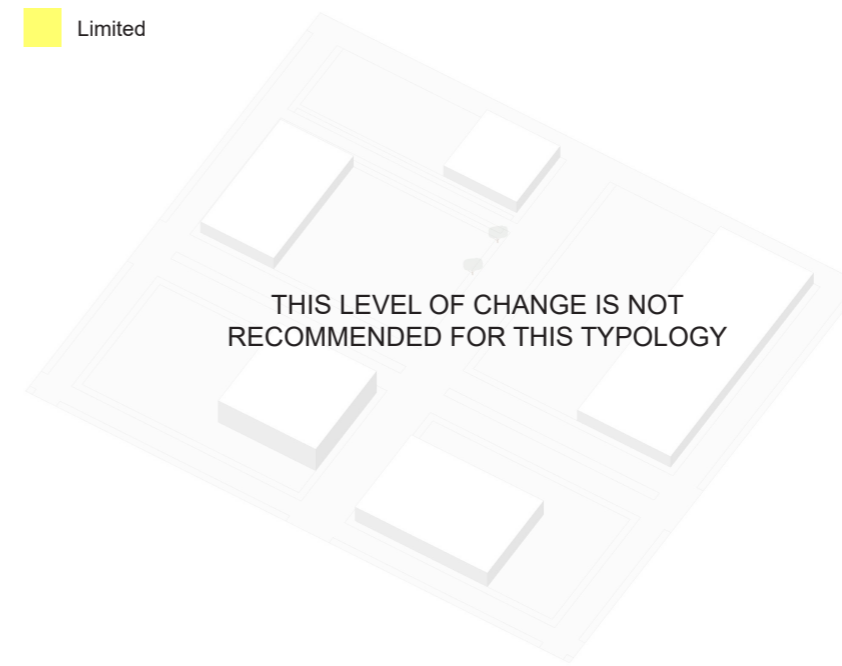 Limited
THIS LEVEL OF CHANGE IS NOT
RECOMMENDED FOR THIS TYPOLOGY